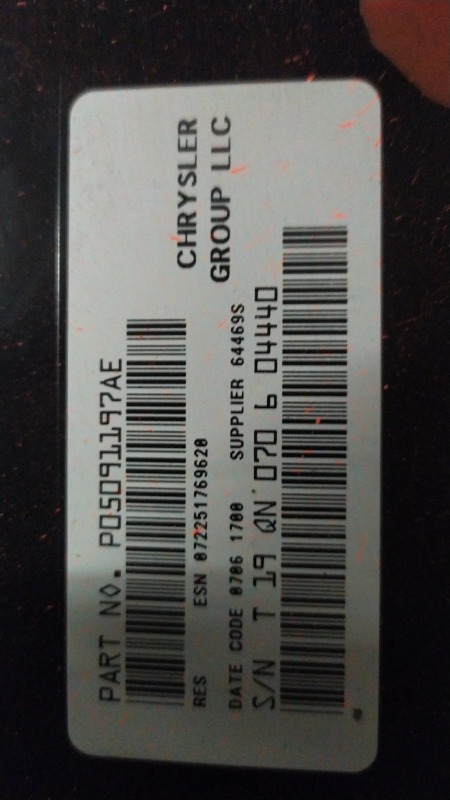 PART NO. P05091197AE
CHRYSLER
GROUP LLC
RES ESN 072251769620
DATE CODE 0706 1700 SUPPLIER 64469S
S/N T 19 QN 070 6 04440